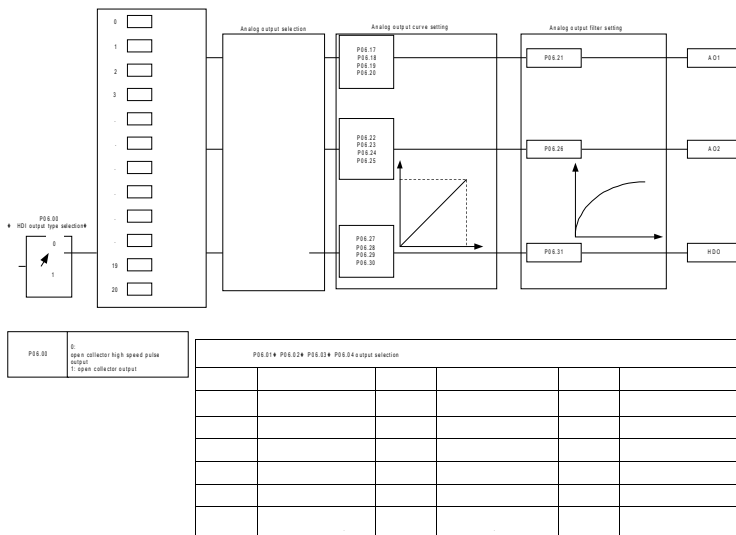 0
1
2
3
.
.
.
.
.
.
19
20
Analog output selection
Analog output curve setting
Analog output filter setting
P06.17
P06.18
P06.19
P06.20
P06.21
AO1
P06.22
P06.23
P06.24
P06.25
P06.26
AO2
P06.27
P06.28
P06.29
P06.30
P06.31
HDO
P06.00
HDI output type selection
0
1
P06.00
0:
open collector high speed pulse
output
1: open collector output
P06.01 P06.02 P06.03 P06.04 output selection